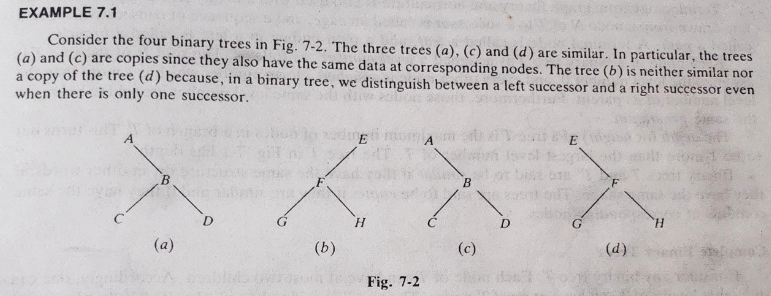 EXAMPLE 7.1
Consider the four binary trees in Fig. 7-2. The three trees (a), (c) and (d) are similar. In particular, the trees
(a) and (c) are copies since they also have the same data at corresponding nodes. The tree (b) is neither similar nor
a copy of the tree (d) because, in a binary tree, we distinguish between a left successor and a right successor even
when there is only one successor.
A E A E
B F B F
C D G H C D G H
(a) (b) (c) (d)
Fig. 7-2